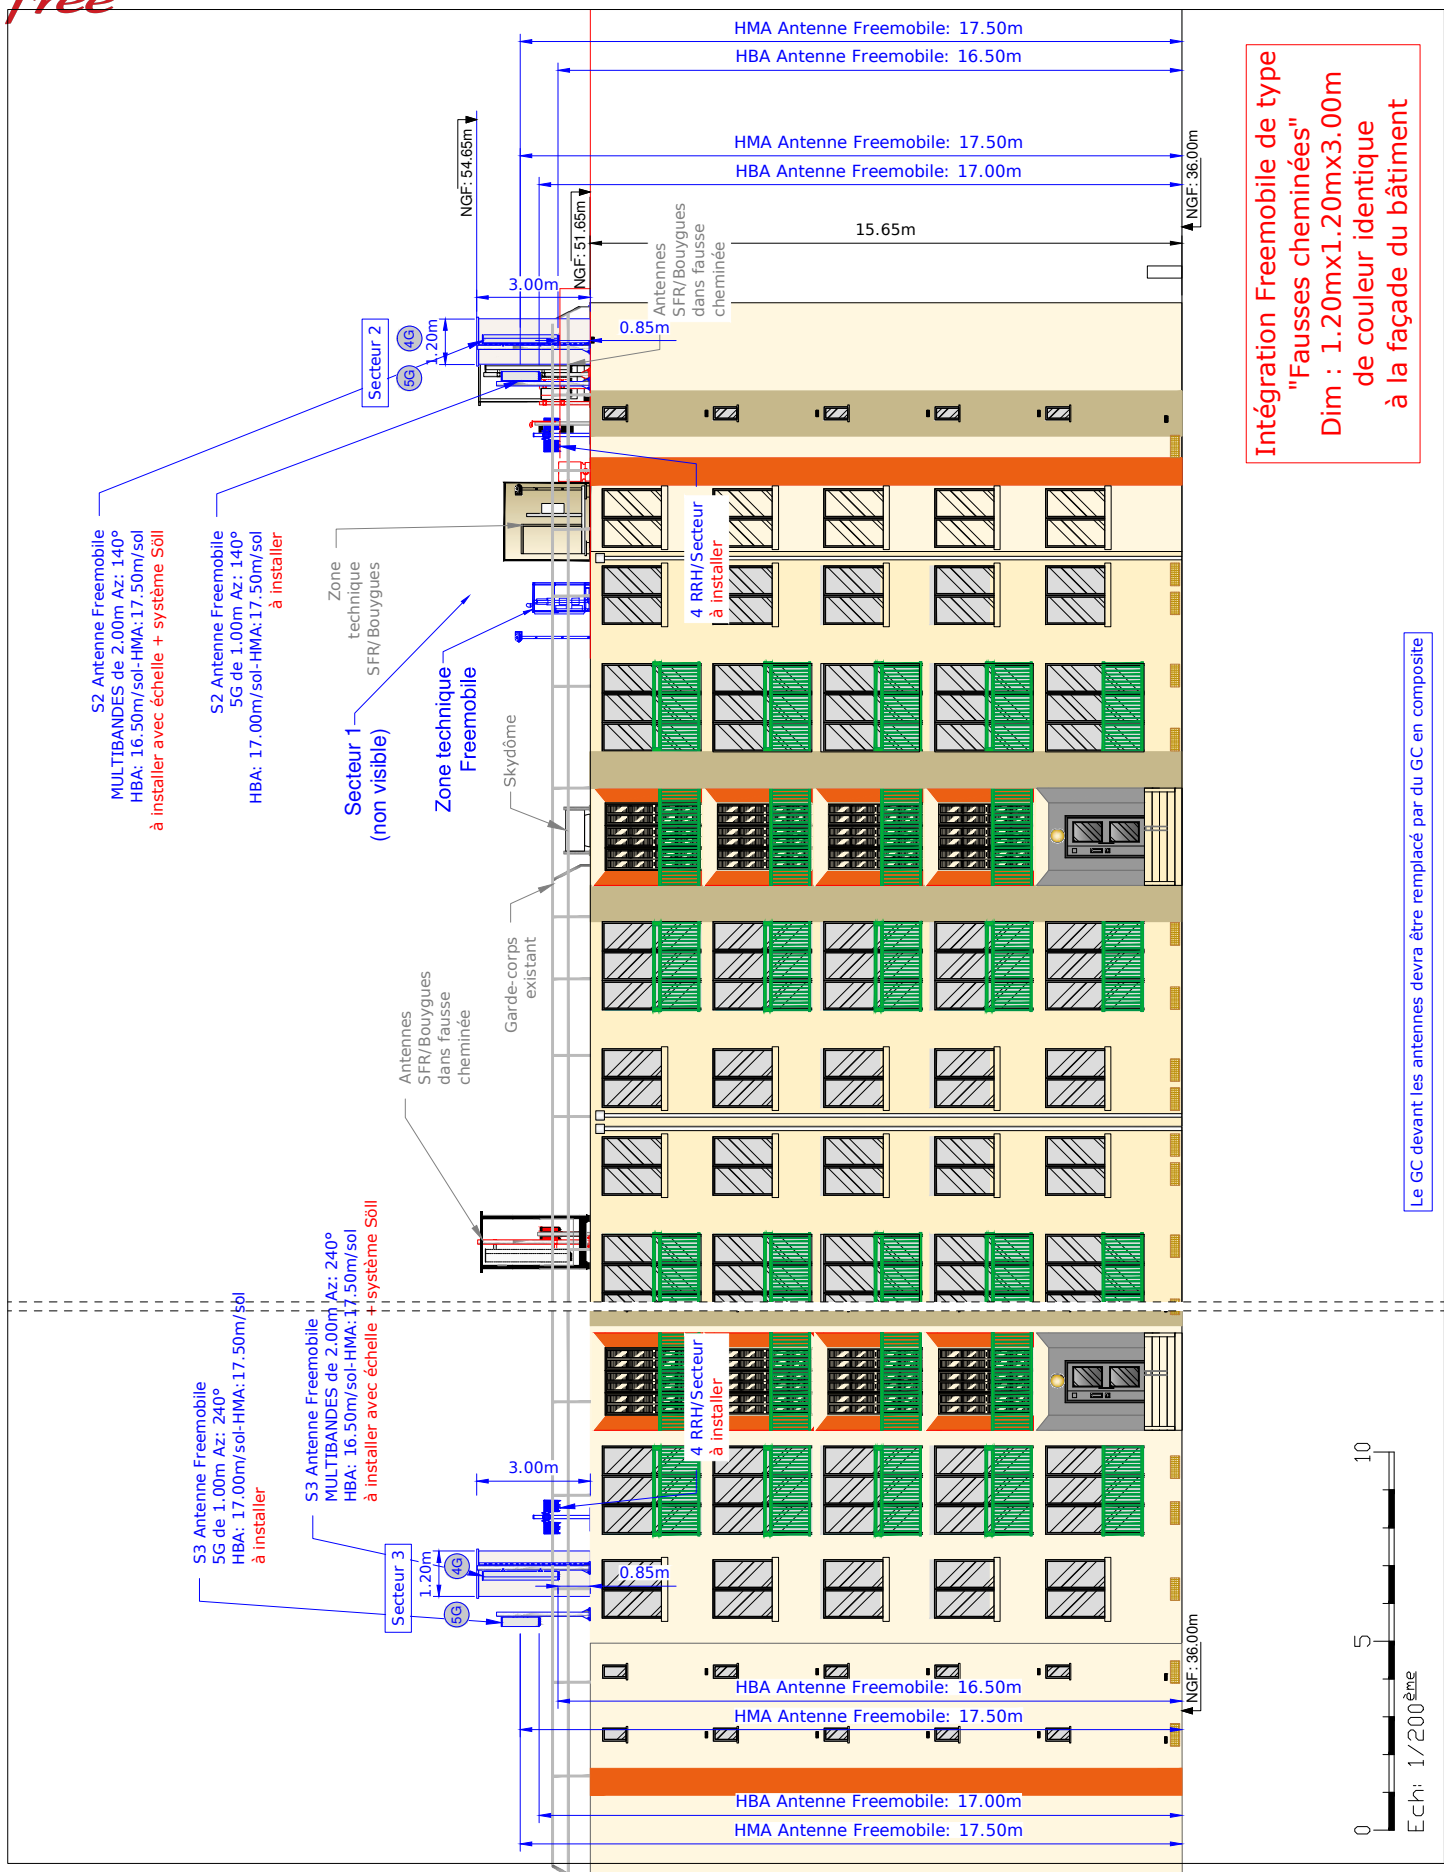 free
S2 Antenne Freemobile
MULTIBANDES de 2.00m Az: 140°
HBA: 16.50m/sol-HMA:17.50m/sol
à installer avec échelle + système Söll
S2 Antenne Freemobile
5G de 1.00m Az: 140°
HBA: 17.00m/sol-HMA:17.50m/sol
à installer
Zone
technique
SFR/Bouygues
Secteur 1
(non visible)
Zone technique
Freemobile
Skydôme
Garde-corps
existant
Antennes
SFR/Bouygues
dans fausse
cheminée
S3 Antenne Freemobile
5G de 1.00m Az: 240°
HBA: 17.00m/sol-HMA:17.50m/sol
à installer
S3 Antenne Freemobile
MULTIBANDES de 2.00m Az: 240°
HBA: 16.50m/sol-HMA:17.50m/sol
à installer avec échelle + système Söll
Secteur 3
5G
4G
1.20m
3.00m
0.85m
4 RRH/Secteur
à installer
Secteur 2
5G
4G
1.20m
3.00m
0.85m
4 RRH/Secteur
à installer
Antennes
SFR/Bouygues
dans fausse
cheminée
NGF: 54.65m
NGF: 51.65m
NGF: 36.00m
15.65m
HMA Antenne Freemobile: 17.50m
HBA Antenne Freemobile: 16.50m
HMA Antenne Freemobile: 17.50m
HBA Antenne Freemobile: 17.00m
HBA Antenne Freemobile: 16.50m
HMA Antenne Freemobile: 17.50m
HBA Antenne Freemobile: 17.00m
HMA Antenne Freemobile: 17.50m
NGF: 36.00m
Intégration Freemobile de type
"Fausses cheminées"
Dim : 1.20mx1.20mx3.00m
de couleur identique
à la façade du bâtiment
Le GC devant les antennes devra être remplacé par du GC en composite
0
5
10
Ech: 1/200ème